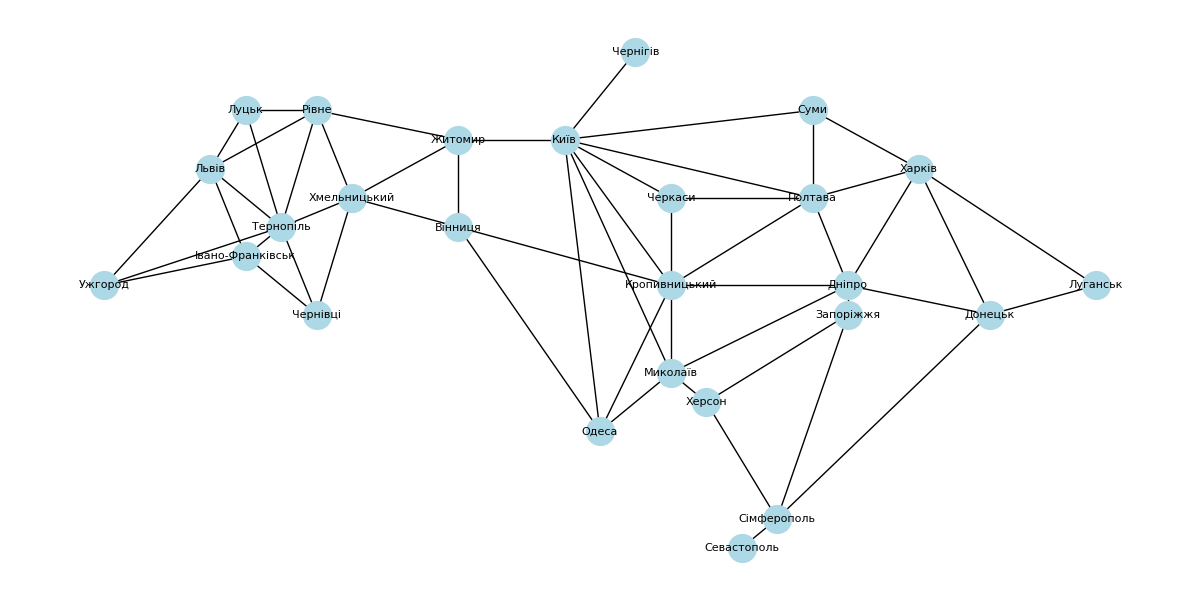 Чернігів
Луцьк
Рівне
Суми
Житомир
Київ
Львів
Харків
Хмельницький
Черкаси
Полтава
Тернопіль
Вінниця
Івано-Франківськ
Ужгород
Кропивницький
Дніпро
Луганськ
Чернівці
Запоріжжя
Донецьк
Миколаїв
Херсон
Одеса
Сімферополь
Севастополь